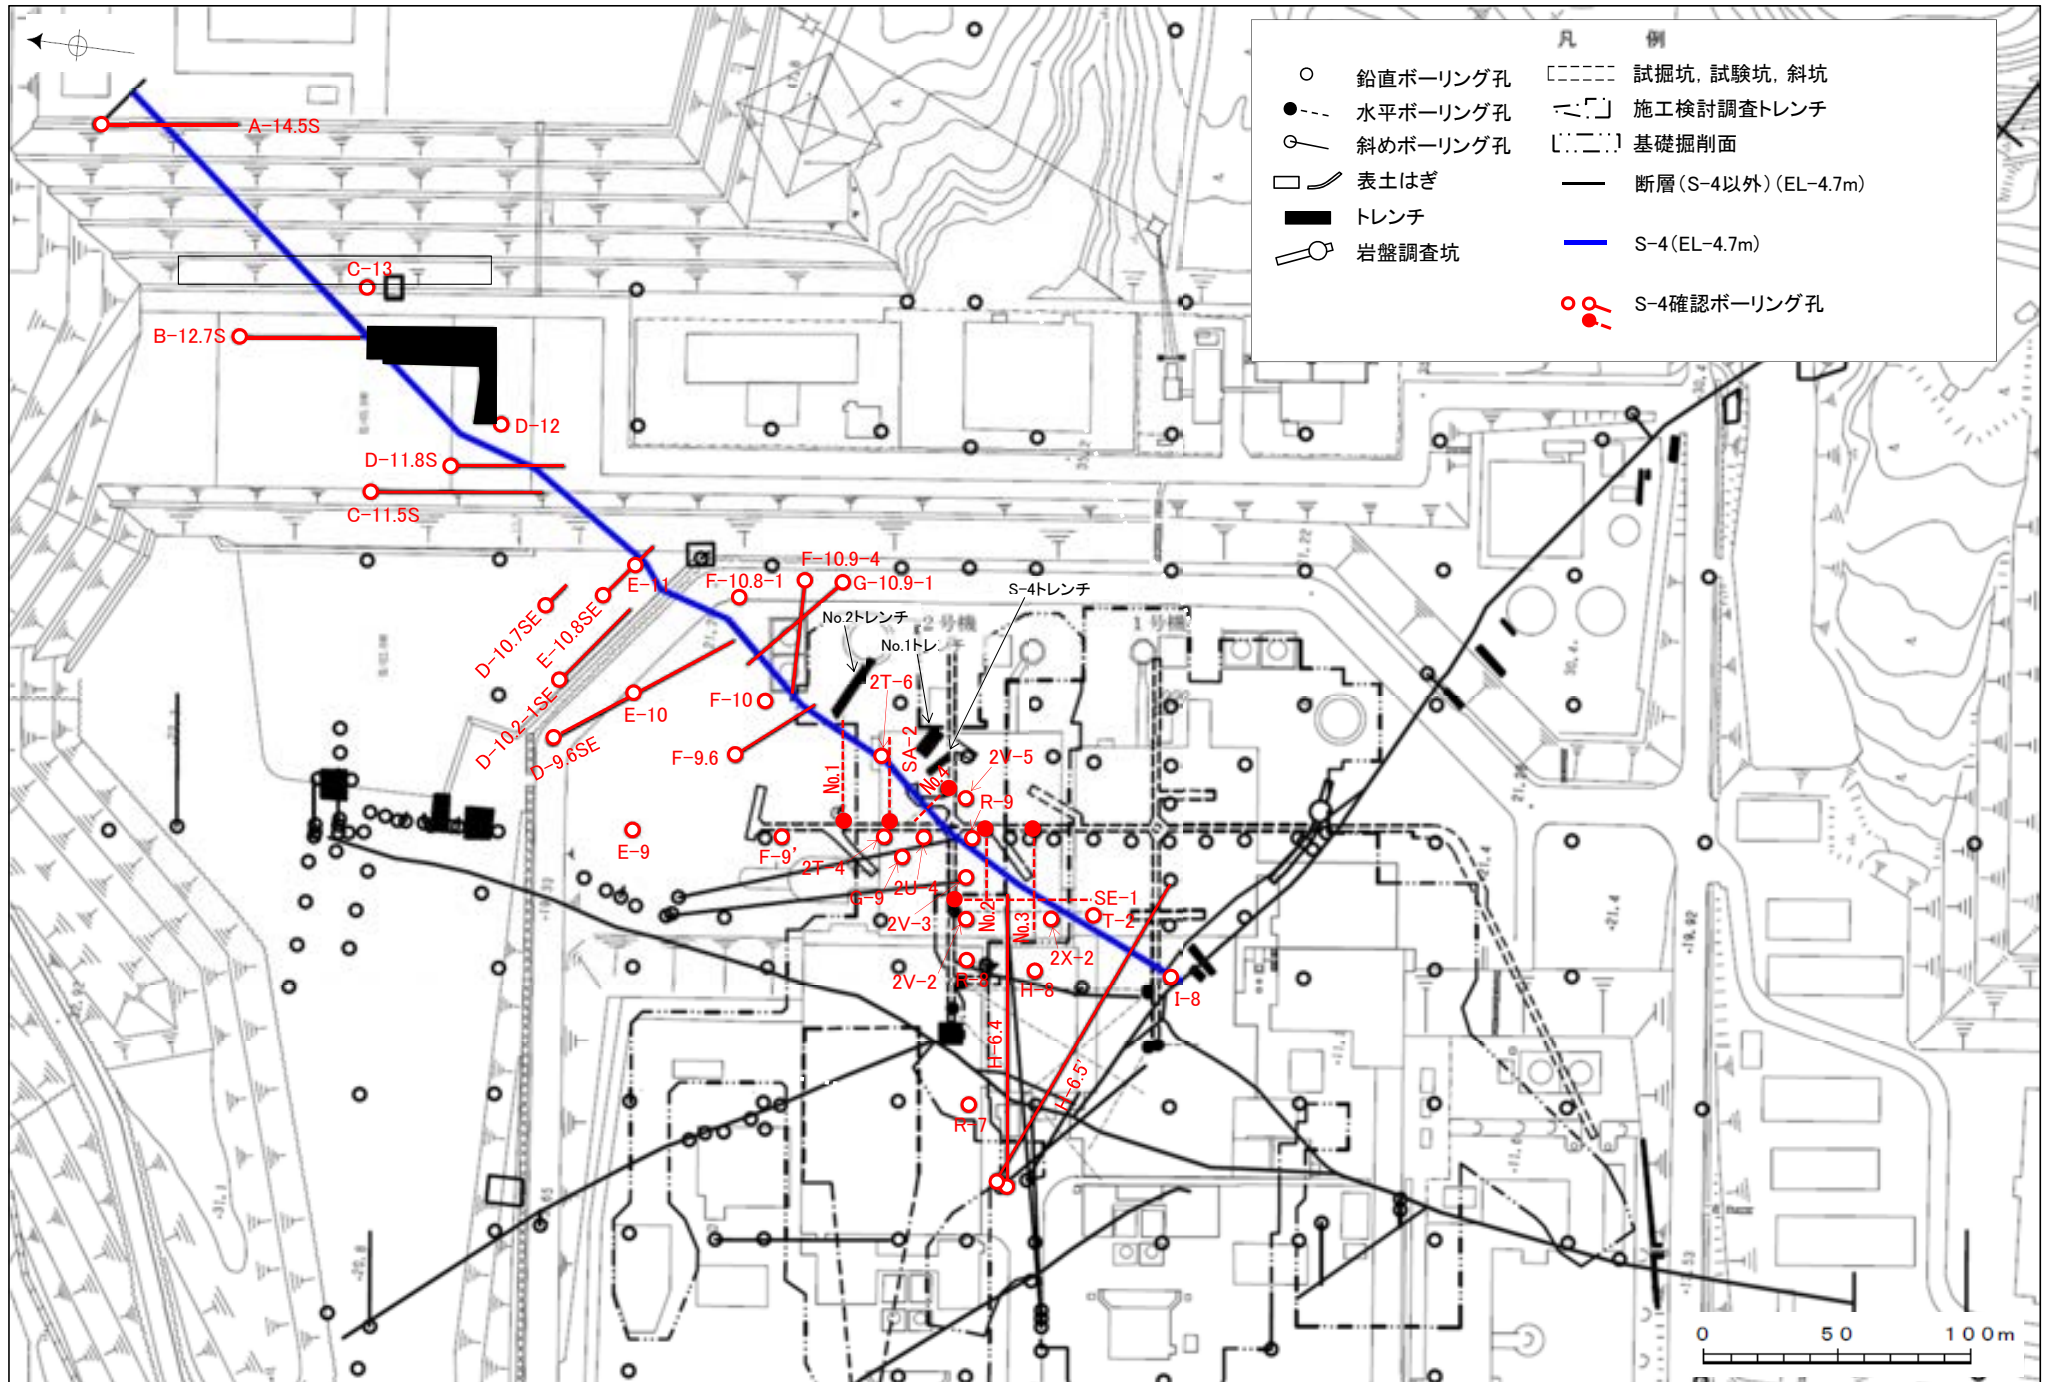 凡 例
鉛直ボーリング孔
水平ボーリング孔
斜めボーリング孔
表土はぎ
トレンチ
岩盤調査坑
試掘坑, 試験坑, 斜坑
施工検討調査トレンチ
基礎掘削面
断層(S-4以外)(EL-4.7m)
S-4(EL-4.7m)
S-4確認ボーリング孔
A-14.5S
C-13
B-12.7S
D-12
D-11.8S
C-11.5S
E-11
F-10.8-1
F-10.9-4
G-10.9-1
S-4トレンチ
No.2トレンチ
2号機
1号機
No.1トレ
D-10.7SE
E-10.8SE
D-10.2-1SE
E-10
D-9.6SE
F-10
F-9.6
2T-6
SA-2
No.1
No.4
2V-5
R-9
E-9
F-9'
2T-4
G-9
2U-4
2V-3
No.2
No.3
SE-1
T-2
2X-2
2V-2
R-8
H-8
I-8
H-6.4
H-6.5'
R-7
0 50 100m